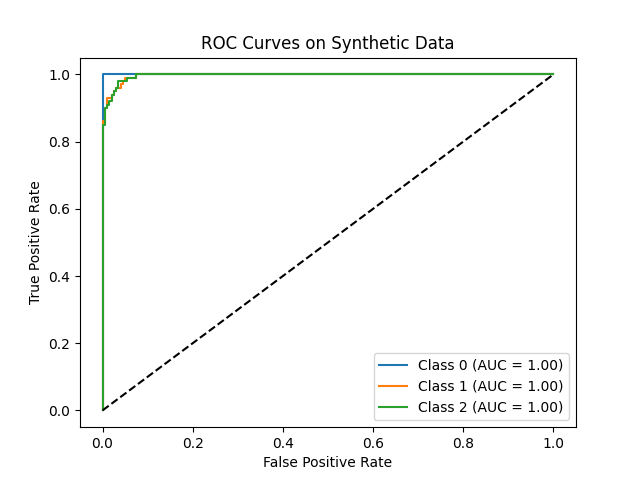 ROC Curves on Synthetic Data
True Positive Rate
1.0
0.8
0.6
0.4
0.2
0.0
Class 0 (AUC = 1.00)
Class 1 (AUC = 1.00)
Class 2 (AUC = 1.00)
0.0 0.2 0.4 0.6 0.8 1.0
False Positive Rate